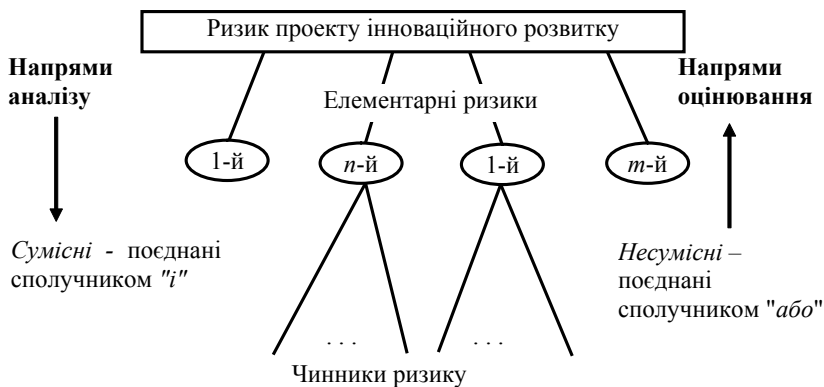 Ризик проекту інноваційного розвитку
Напрями
аналізу
Напрями
оцінювання
Елементарні ризики
1-й
n-й
1-й
m-й
Сумісні - поєднані
сполучником "і"
Несумісні –
поєднані
сполучником "або"
. . .
. . .
Чинники ризику